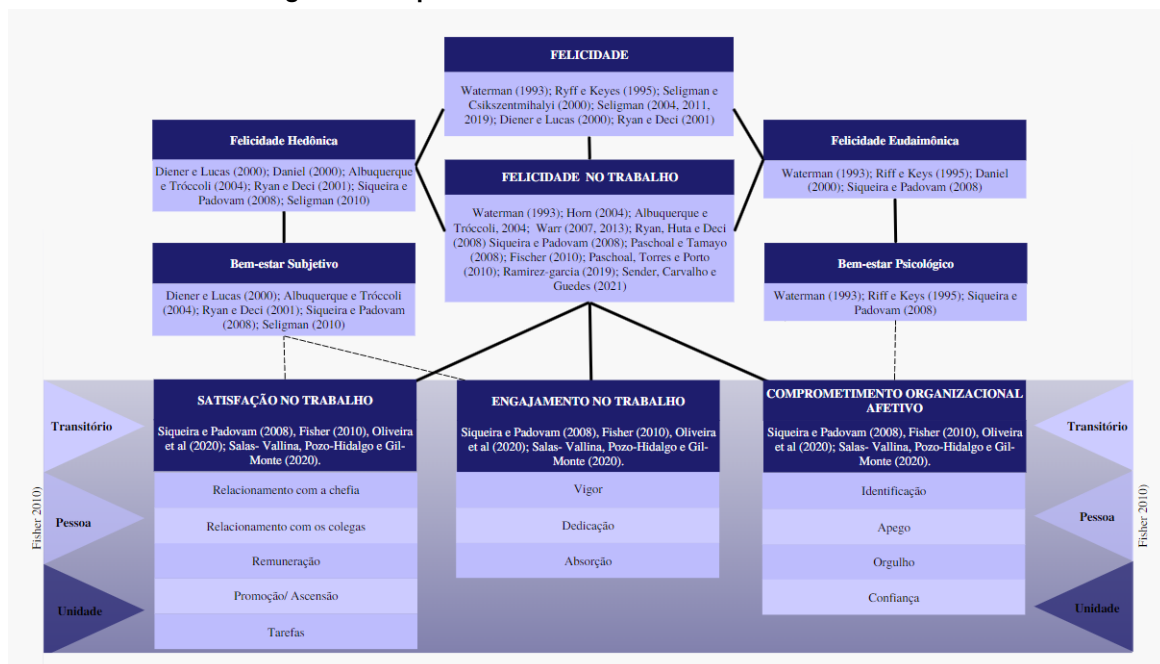 FELICIDADE
Waterman (1993); Ryff e Keyes (1995); Seligman e
Csikszentmihalyi (2000); Seligman (2004, 2011,
2019); Diener e Lucas (2000); Ryan e Deci (2001)
Felicidade Hedônica
Diener e Lucas (2000); Daniel (2000); Albuquerque
e Tróccoli (2004); Ryan e Deci (2001); Siqueira e
Padovam (2008); Seligman (2010)
FELICIDADE NO TRABALHO
Waterman (1993); Horn (2004); Albuquerque e
Tróccoli, 2004; Warr (2007, 2013); Ryan, Huta e Deci
(2008) Siqueira e Padovam (2008); Paschoal e Tamayo
(2008); Fischer (2010); Paschoal, Torres e Porto
(2010); Ramirez-garcia (2019); Sender, Carvalho e
Guedes (2021)
Felicidade Eudaimônica
Waterman (1993); Riff e Keys (1995); Daniel
(2000); Siqueira e Padovam (2008)
Bem-estar Subjetivo
Diener e Lucas (2000); Albuquerque e Tróccoli
(2004); Ryan e Deci (2001); Siqueira e Padovam
(2008); Seligman (2010)
Bem-estar Psicológico
Waterman (1993); Riff e Keys (1995); Siqueira e
Padovam (2008)
Fisher 2010)
Transitório
Pessoa
Unidade
SATISFAÇÃO NO TRABALHO
Siqueira e Padovam (2008), Fisher (2010), Oliveira
et al (2020); Salas- Vallina, Pozo-Hidalgo e Gil-
Monte (2020).
Relacionamento com a chefia
Relacionamento com os colegas
Remuneração
Promoção/ Ascensão
Tarefas
ENGAJAMENTO NO TRABALHO
Siqueira e Padovam (2008), Fisher (2010), Oliveira
et al (2020); Salas- Vallina, Pozo-Hidalgo e Gil-
Monte (2020).
Vigor
Dedicação
Absorção
COMPROMETIMENTO ORGANIZACIONAL
AFETIVO
Siqueira e Padovam (2008), Fisher (2010), Oliveira
et al (2020); Salas- Vallina, Pozo-Hidalgo e Gil-
Monte (2020).
Identificação
Apego
Orgulho
Confiança
Transitório
Pessoa
Unidade
Fisher 2010)